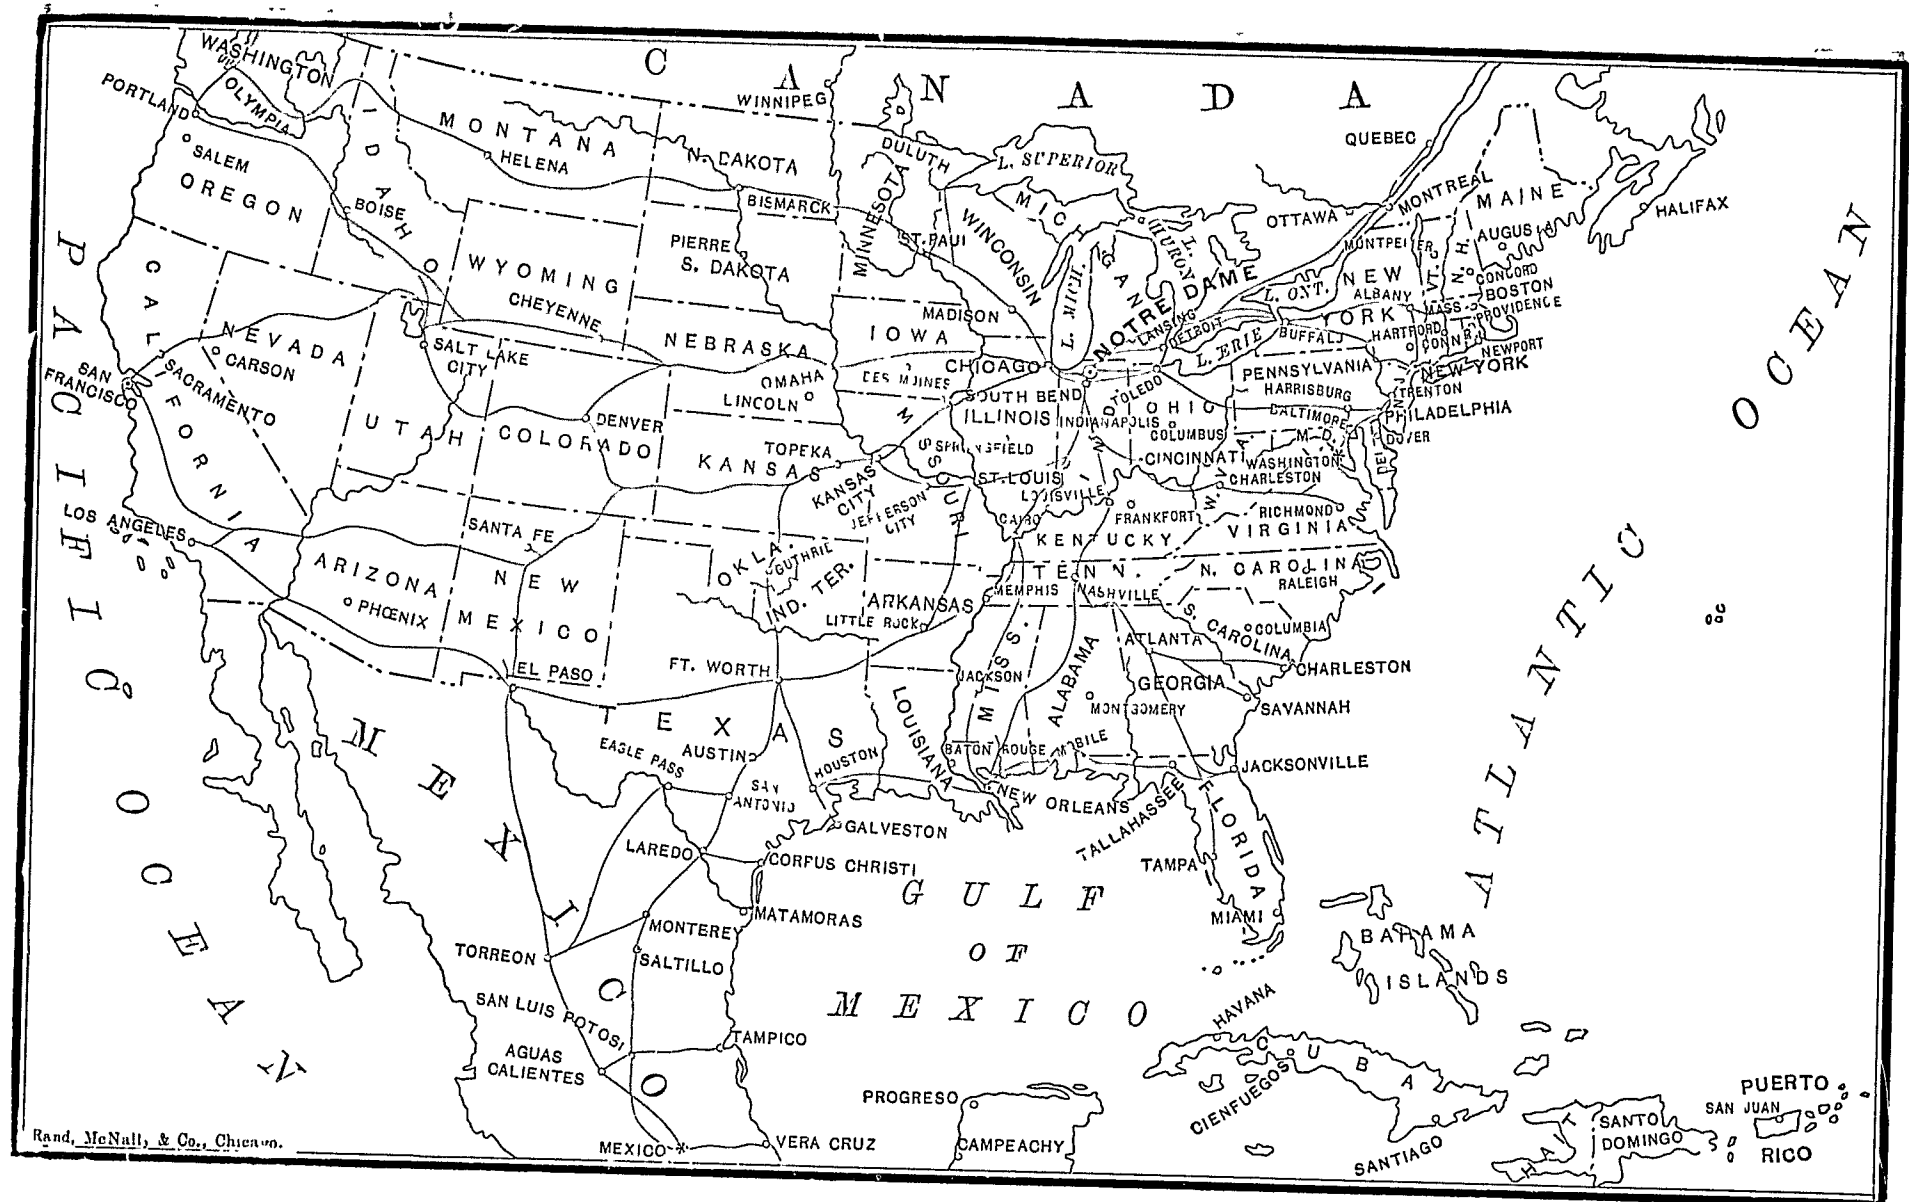 CANADA
WASHINGTON
OLYMPIA
PORTLAND
SALEM
OREGON
IDAHO
BOISE
MONTANA
HELENA
N. DAKOTA
BISMARCK
WINNIPEG
DULUTH
MINNESOTA
L. SUPERIOR
QUEBEC
MONTREAL
OTTAWA
MAINE
HALIFAX
PIERRE
S. DAKOTA
WYOMING
CHEYENNE
WINCONSIN
MADISON
MICHIGAN
L. MICH.
L. HURON
NOTRE DAME
LANSING
DETROIT
L. ONT.
L. ERIE
BUFFALO
NEW
YORK
ALBANY
VT.
N. H.
CONCORD
BOSTON
MASS.
PROVIDENCE
HARTFORD
CONN.
NEWPORT
NEW YORK
PENNSYLVANIA
HARRISBURG
TRENTON
N. J.
PHILADELPHIA
BALTIMORE
M. D.
DOVER
DEL
WASHINGTON
PACIFIC OCEAN
CALIFORNIA
NEVADA
CARSON
SACRAMENTO
SAN
FRANCISCO
SALT LAKE
CITY
UTAH
COLORADO
DENVER
NEBRASKA
OMAHA
LINCOLN
IOWA
DES MOINES
CHICAGO
SOUTH BEND
TOLEDO
ILLINOIS
INDIANAPOLIS
OHIO
COLUMBUS
CINCINNATI
SPRINGFIELD
KANSAS
TOPEKA
KANSAS
CITY
MISSOURI
JEFFERSON
CITY
ST. LOUIS
LOUISVILLE
CAIRO
FRANKFORT
KENTUCKY
W. VA.
CHARLESTON
RICHMOND
VIRGINIA
LOS ANGELES
ARIZONA
PHŒNIX
SANTA FE
NEW
MEXICO
OKLA.
GUTHRIE
IND. TER.
ARKANSAS
LITTLE ROCK
TENN.
MEMPHIS
NASHVILLE
N. CAROLINA
RALEIGH
S. CAROLINA
COLUMBIA
CHARLESTON
ATLANTA
GEORGIA
SAVANNAH
EL PASO
FT. WORTH
TEXAS
EAGLE PASS
AUSTIN
SAN
ANTONIO
HOUSTON
GALVESTON
LAREDO
CORFUS CHRISTI
LOUISIANA
BATON ROUGE
NEW ORLEANS
JACKSON
MISS.
ALABAMA
MONTGOMERY
MOBILE
TALLAHASSEE
JACKSONVILLE
FLORIDA
TAMPA
MIAMI
ATLANTIC OCEAN
GULF
OF
MEXICO
MEXICO
MATAMORAS
MONTEREY
TORREON
SALTILLO
SAN LUIS POTOSI
TAMPICO
AGUAS
CALIENTES
MEXICO
VERA CRUZ
PROGRESO
CAMPEACHY
BAHAMA
ISLANDS
HAVANA
CUBA
CIENFUEGOS
SANTIAGO
HAITI
SANTO
DOMINGO
PUERTO
SAN JUAN
RICO
Rand, McNally, & Co., Chicago.